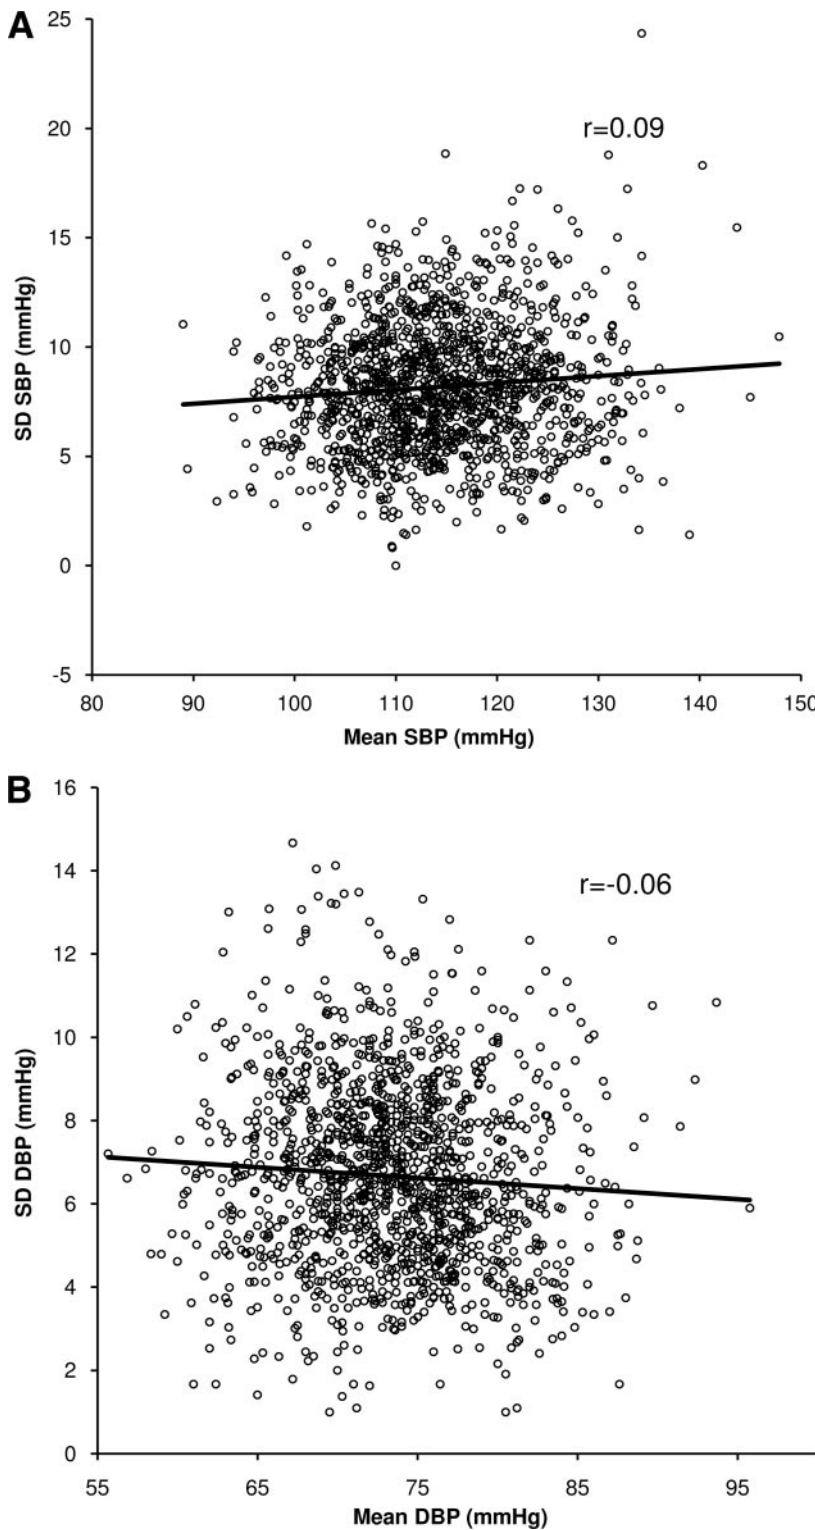 A
25
20
15
10
5
0
-5
SD SBP (mmHg)
r=0.09
80 90 100 110 120 130 140 150
Mean SBP (mmHg)
B
16
14
12
10
8
6
4
2
0
SD DBP (mmHg)
r=-0.06
55 65 75 85 95
Mean DBP (mmHg)